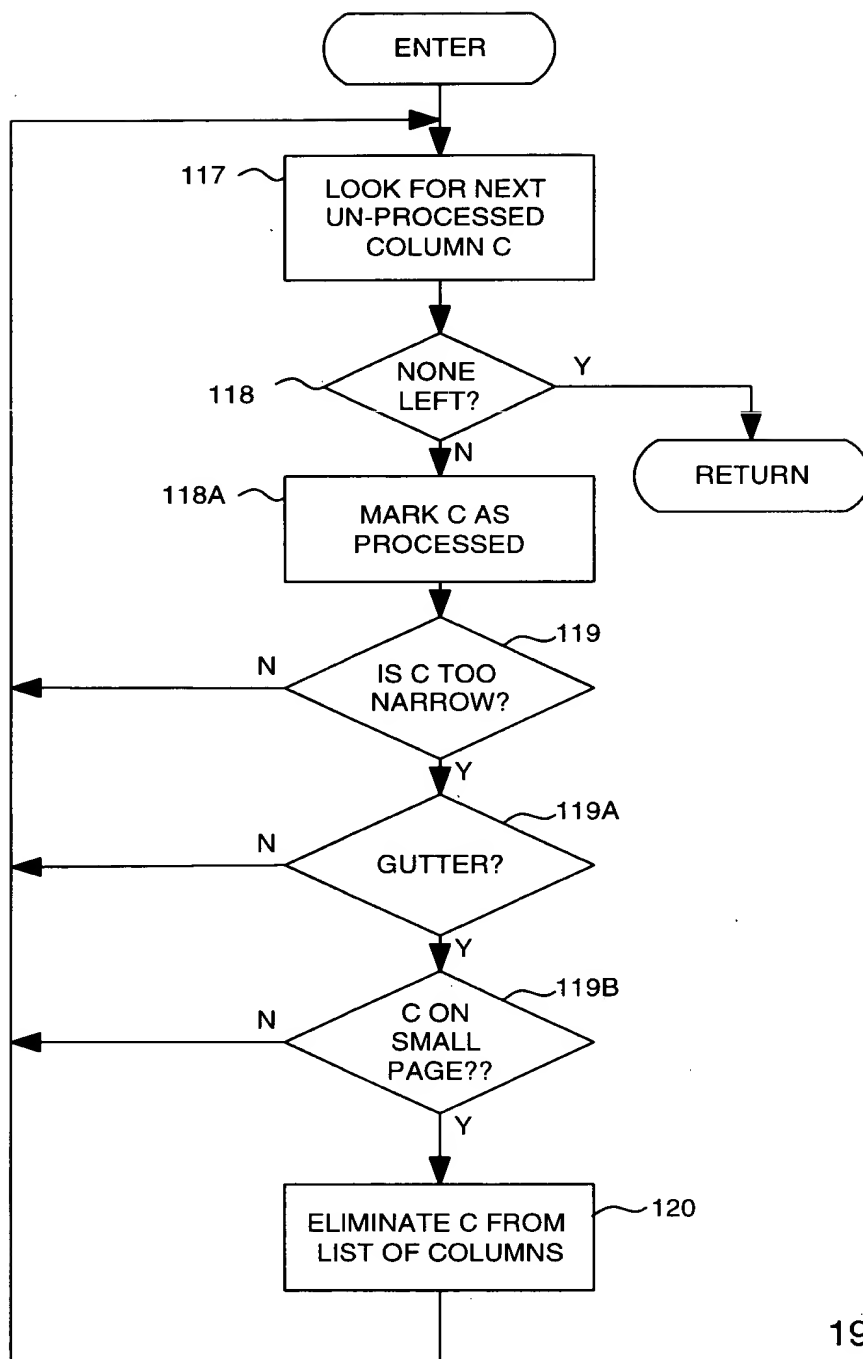 ENTER
117
LOOK FOR NEXT
UN-PROCESSED
COLUMN C
118
NONE
LEFT?
Y
N
RETURN
118A
MARK C AS
PROCESSED
119
N
IS C TOO
NARROW?
Y
119A
N
GUTTER?
Y
119B
N
C ON
SMALL
PAGE??
Y
ELIMINATE C FROM
LIST OF COLUMNS
120
19